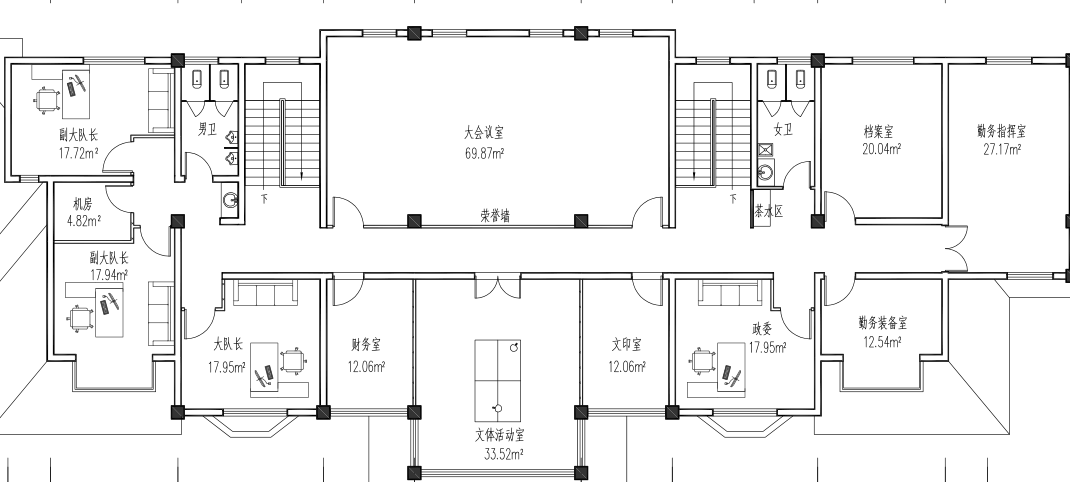 副大队长
17.72m²
男卫
大会议室
69.87m²
女卫
档案室
20.04m²
勤务指挥室
27.17m²
机房
4.82m²
下
荣誉墙
下
茶水区
副大队长
17.94m²
大队长
17.95m²
财务室
12.06m²
文印室
12.06m²
政委
17.95m²
勤务装备室
12.54m²
文体活动室
33.52m²